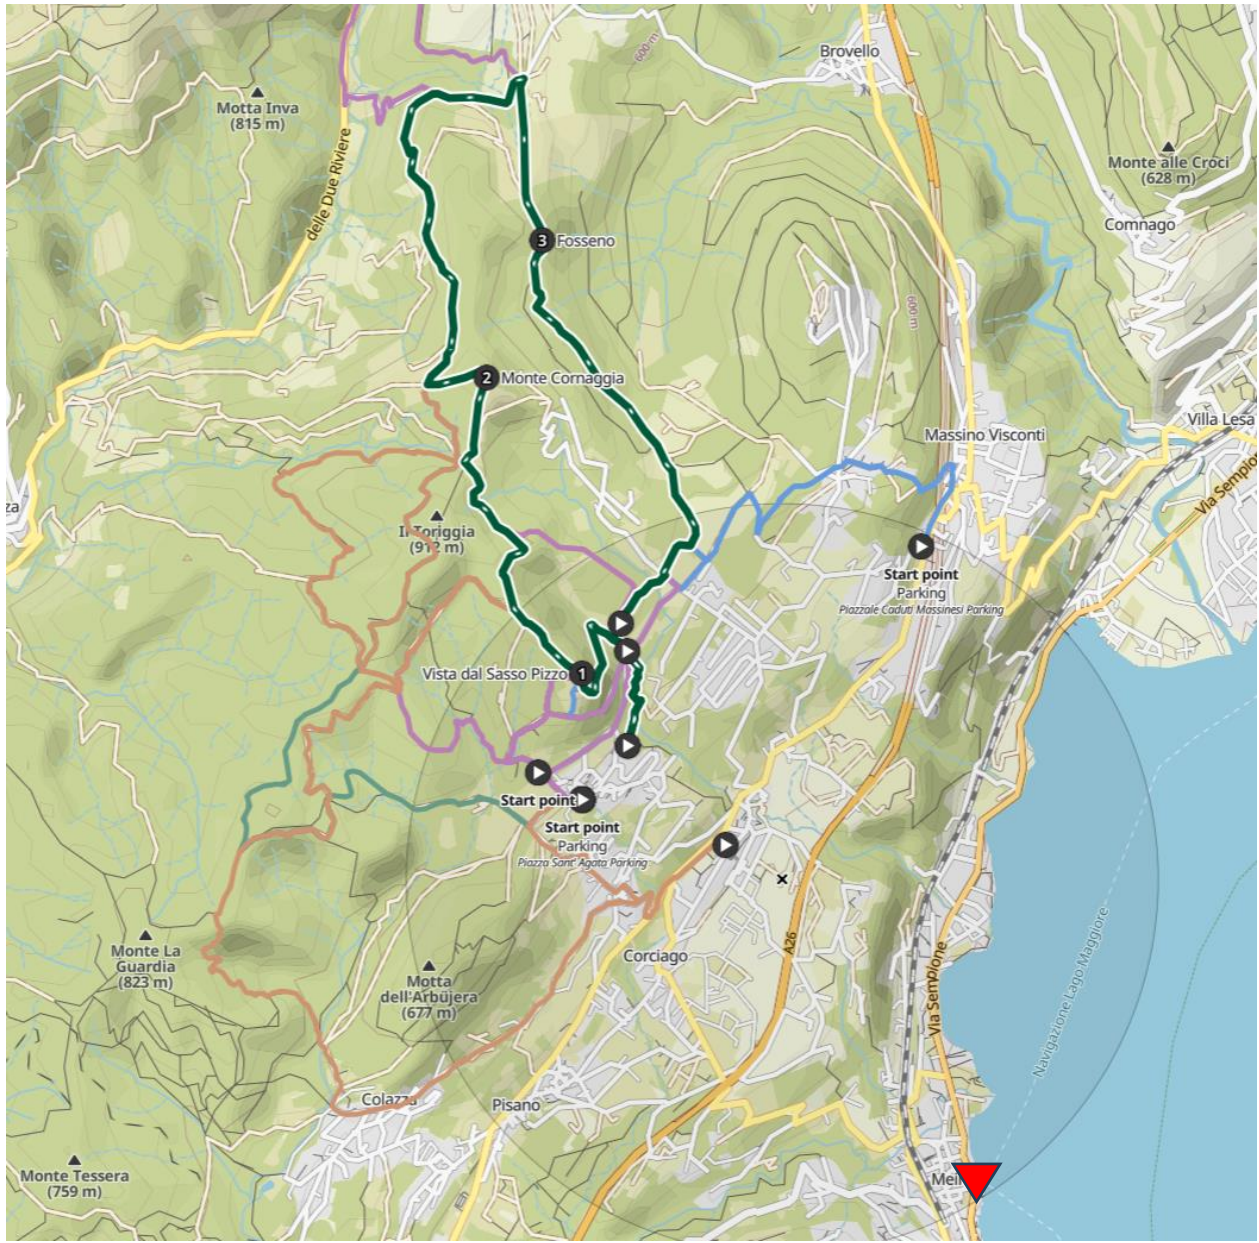 Brovello
600 m
Motta Inva
(815 m)
Monte alle Croci
(628 m)
delle Due Riviere
Comnago
3
Fosseno
600 m
2
Monte Cornaggia
Villa Lesa
Massino Visconti
Via Sempione
za
Il Toriggia
(912 m)
Start point
Parking
Piazzale Caduti Massinesi Parking
Vista dal Sasso Pizzo
1
Start point
Start point
Parking
Piazza Sant' Agata Parking
Monte La
Guardia
(823 m)
Corciago
A26
Motta
dell'Arbüjera
(677 m)
Via Sempione
Navigazione Lago Maggiore
Colazza
Pisano
Monte Tessera
(759 m)
Mei